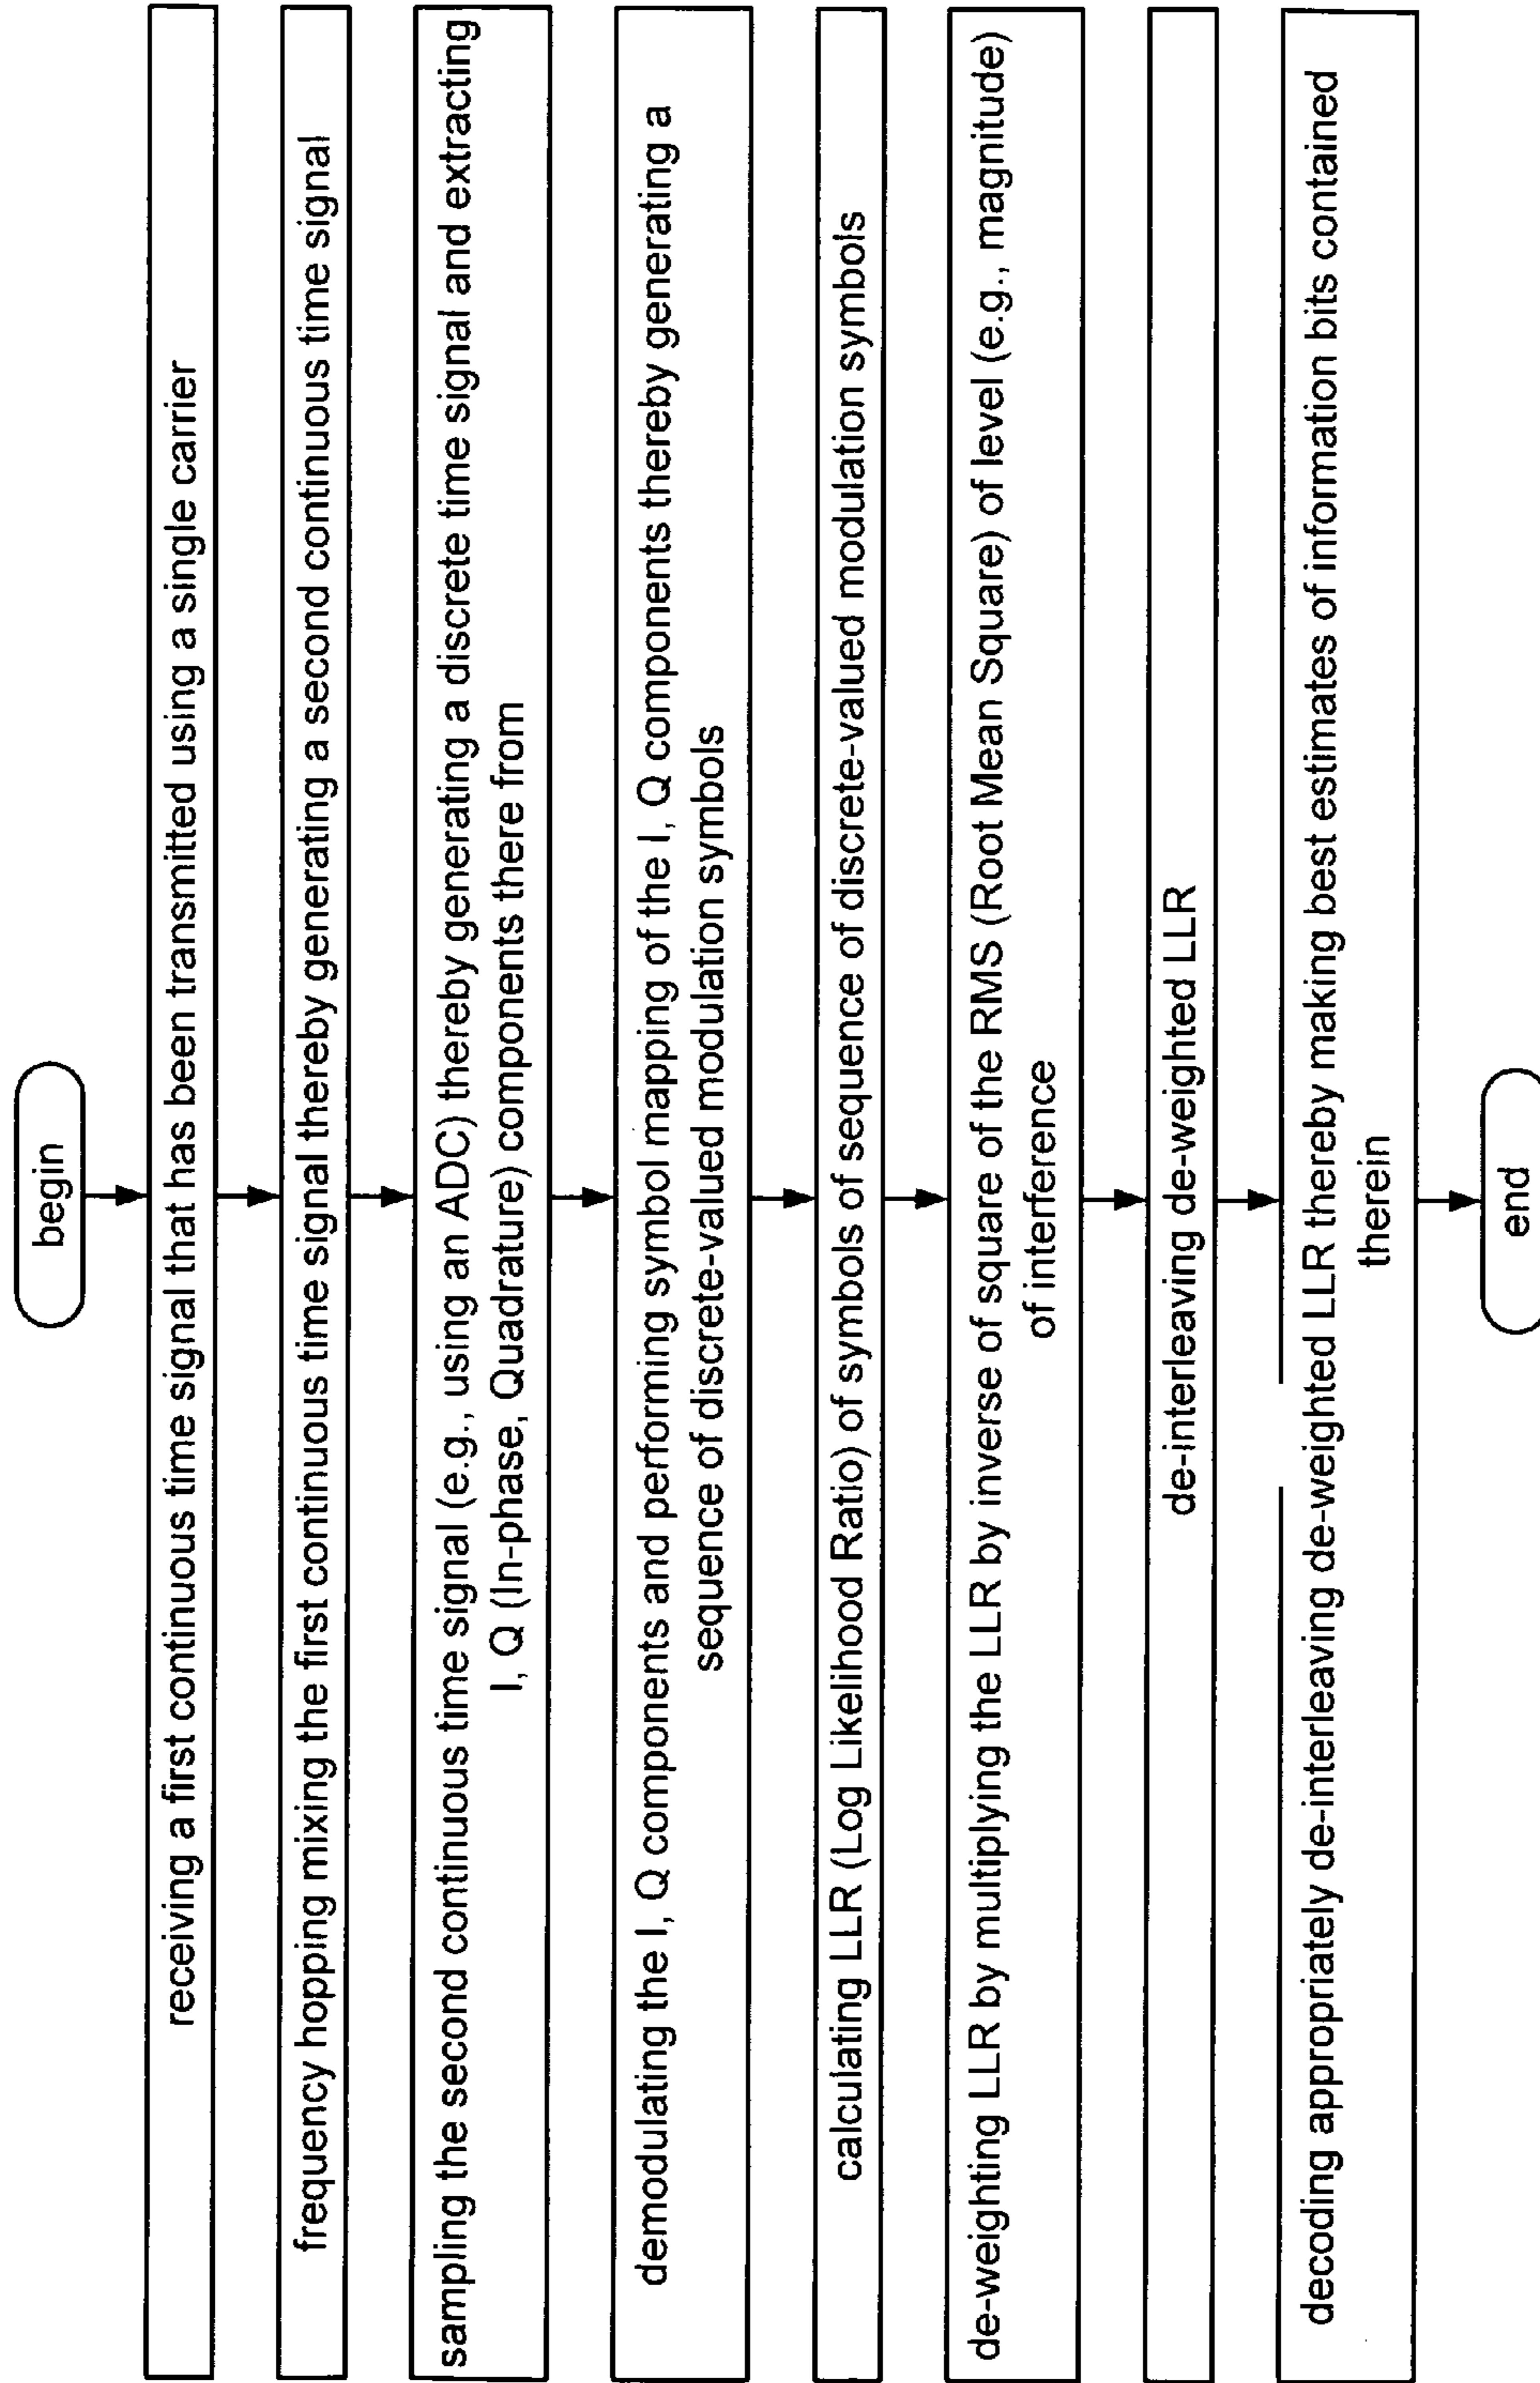 begin
receiving a first continuous time signal that has been transmitted using a single carrier
frequency hopping mixing the first continuous time signal thereby generating a second continuous time signal
sampling the second continuous time signal (e.g., using an ADC) thereby generating a discrete time signal and extracting
I, Q (In-phase, Quadrature) components there from
demodulating the I, Q components and performing symbol mapping of the I, Q components thereby generating a
sequence of discrete-valued modulation symbols
calculating LLR (Log Likelihood Ratio) of symbols of sequence of discrete-valued modulation symbols
de-weighting LLR by multiplying the LLR by inverse of square of the RMS (Root Mean Square) of level (e.g., magnitude)
of interference
de-interleaving de-weighted LLR
decoding appropriately de-interleaving de-weighted LLR thereby making best estimates of information bits contained
therein
end